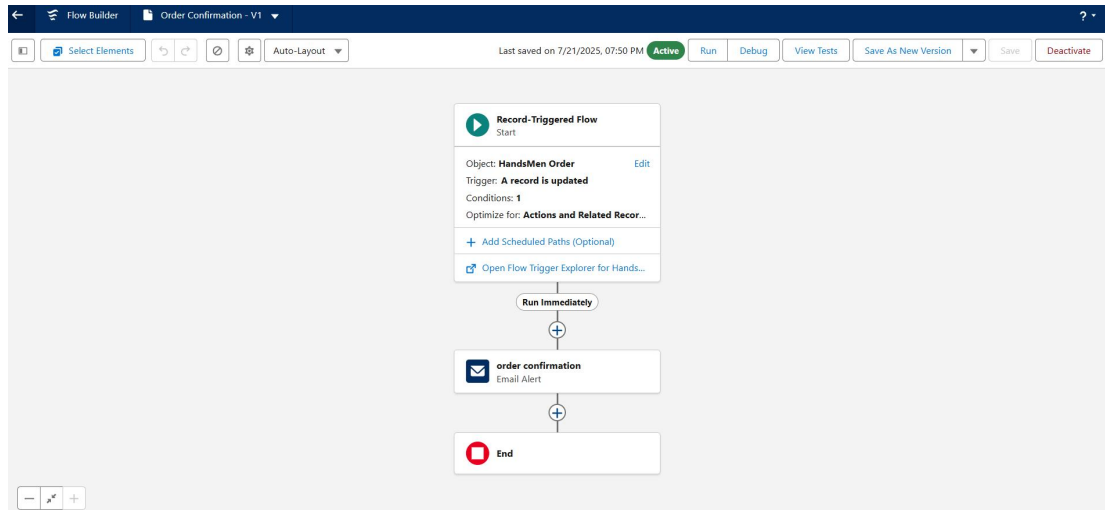 Flow Builder
Order Confirmation - V1
?
Select Elements
Auto-Layout
Last saved on 7/21/2025, 07:50 PM
Active
Run
Debug
View Tests
Save As New Version
Save
Deactivate
Record-Triggered Flow
Start
Object: HandsMen Order Edit
Trigger: A record is updated
Conditions: 1
Optimize for: Actions and Related Recor...
+ Add Scheduled Paths (Optional)
Open Flow Trigger Explorer for Hands...
Run Immediately
order confirmation
Email Alert
End